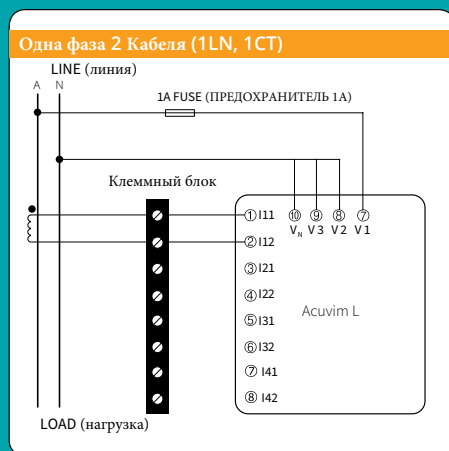 Одна фаза 2 Кабеля (1LN, 1CT)
LINE (линия)
A N
1A FUSE (ПРЕДОХРАНИТЕЛЬ 1А)
Клеммный блок
① I11 ⑩ ⑨ ⑧ ⑦
VN V3 V2 V1
② I12
③ I21
④ I22
Acuvim L
⑤ I31
⑥ I32
⑦ I41
⑧ I42
LOAD (нагрузка)